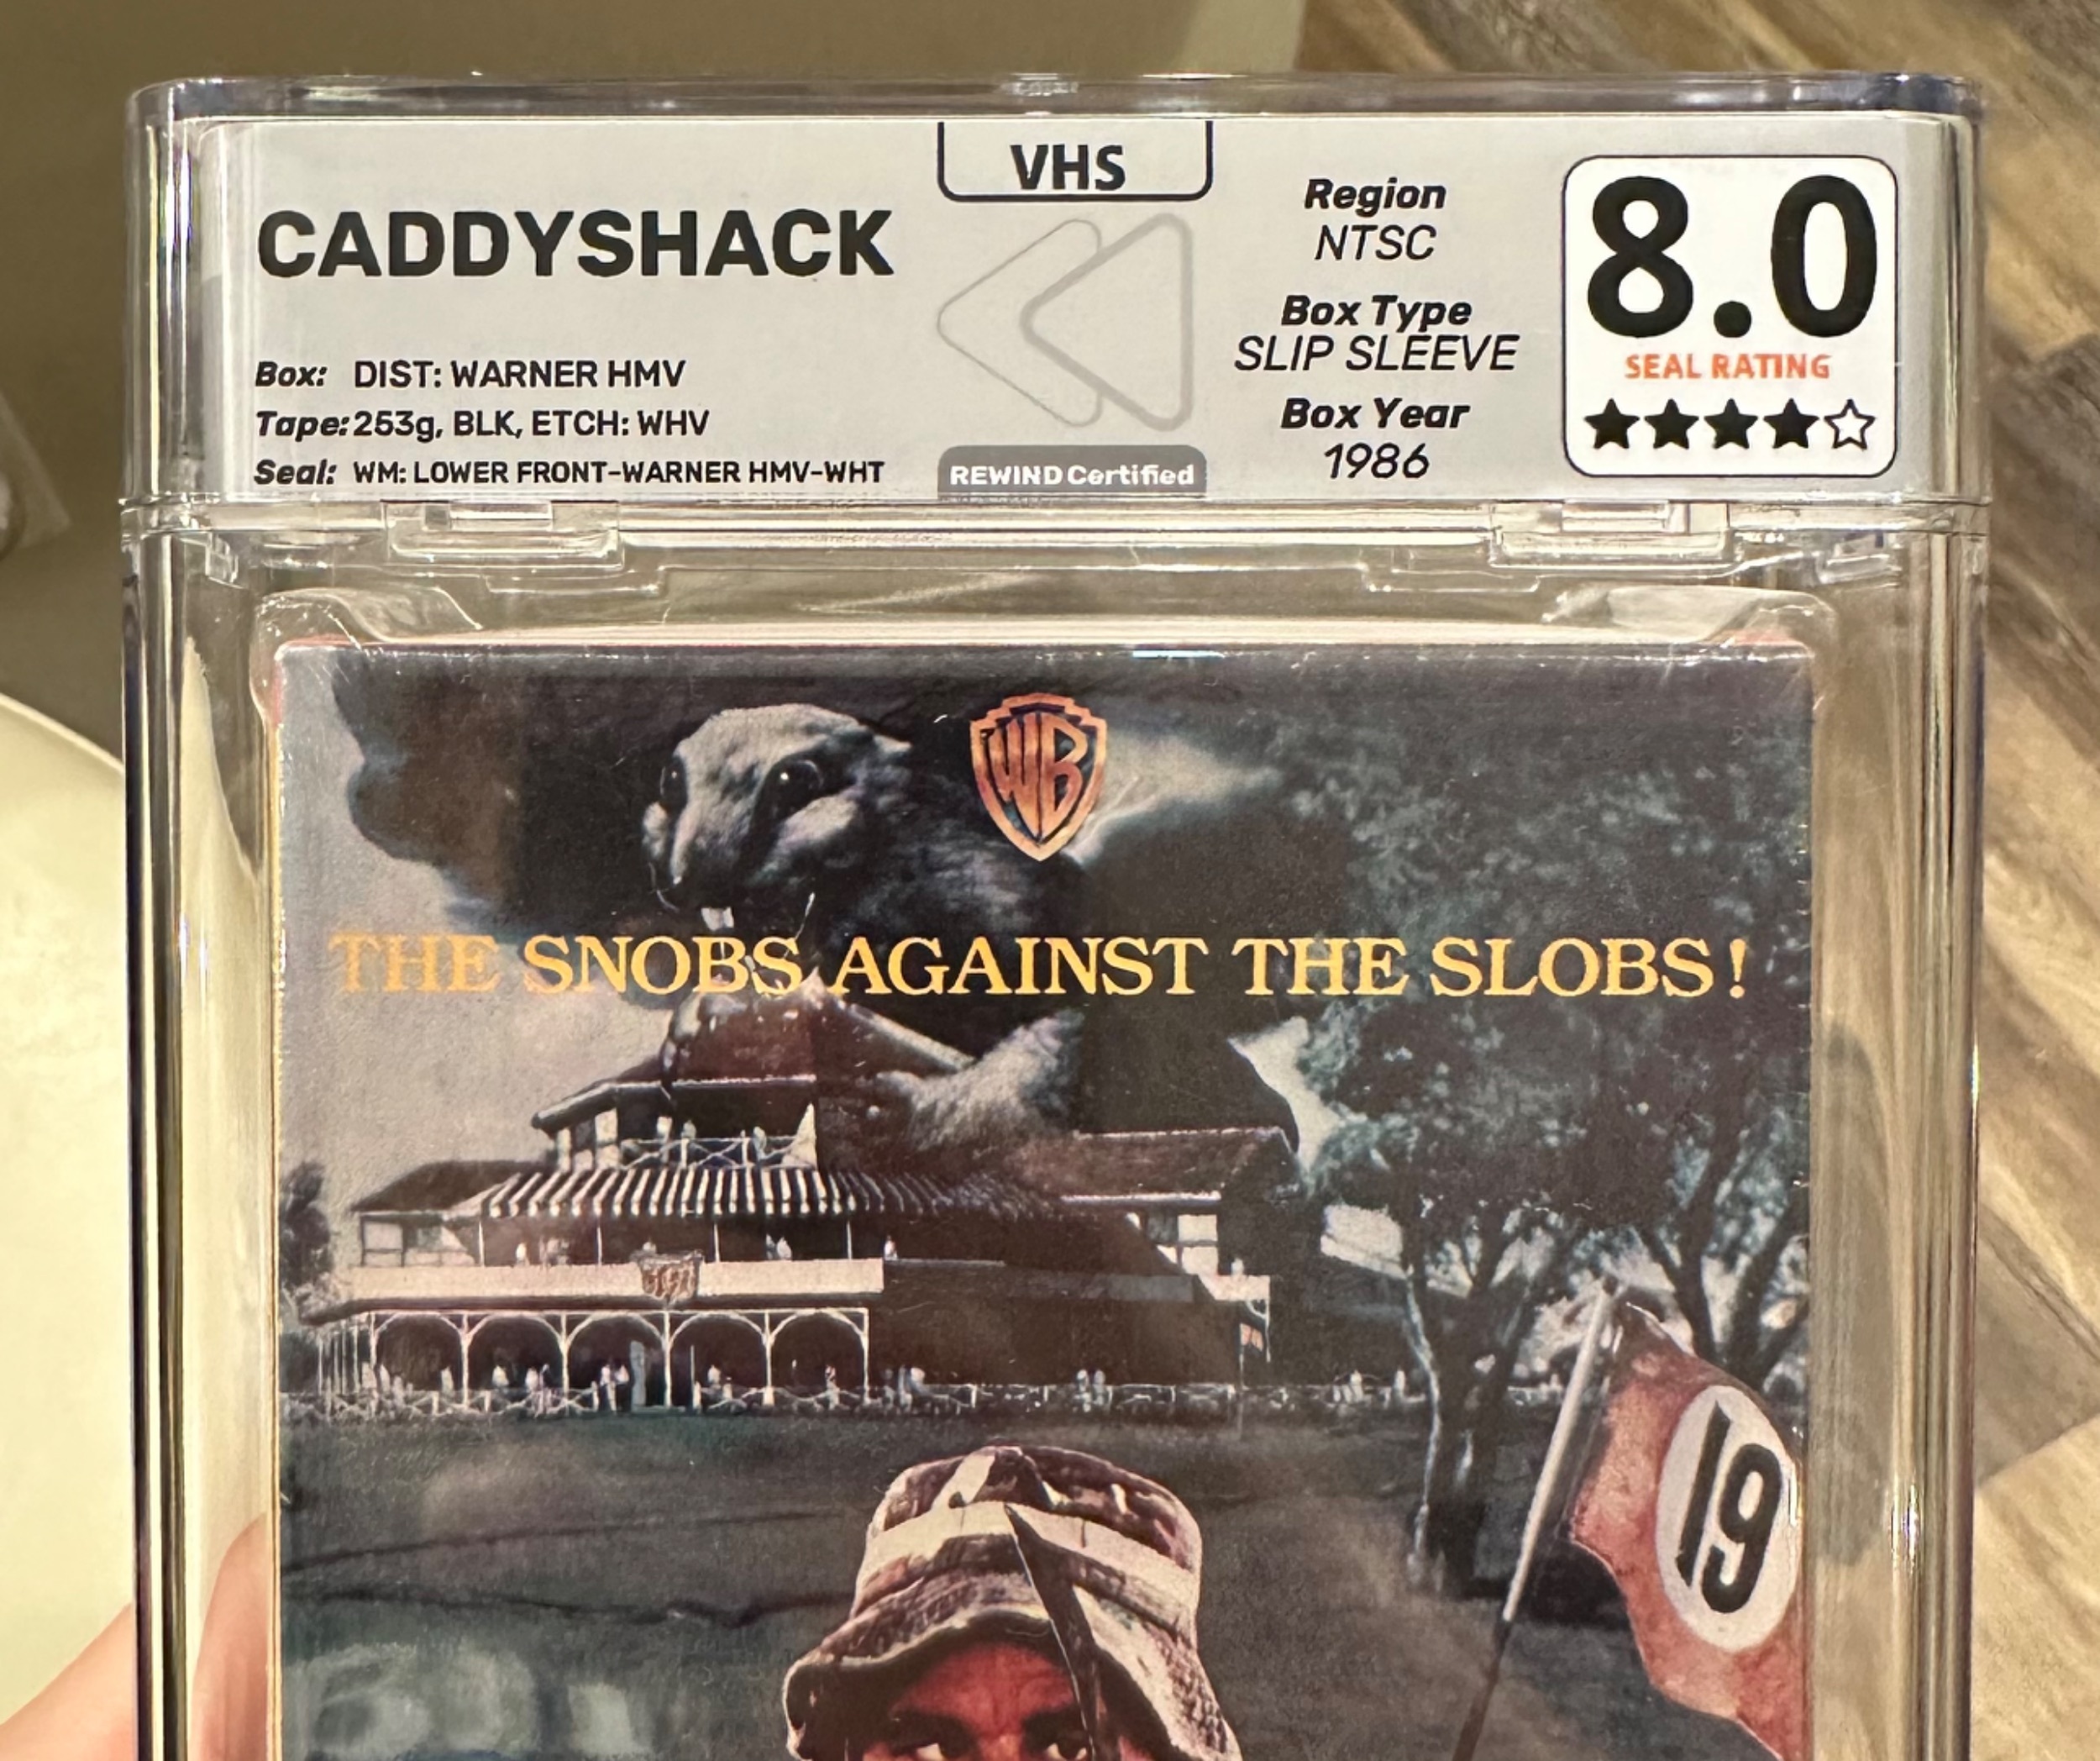 VHS
CADDYSHACK
Box: DIST: WARNER HMV
Tape: 253g, BLK, ETCH: WHV
Seal: WM: LOWER FRONT-WARNER HMV-WHT
REWIND Certified
Region
NTSC
Box Type
SLIP SLEEVE
Box Year
1986
8.0
SEAL RATING
WB
THE SNOBS AGAINST THE SLOBS!
19